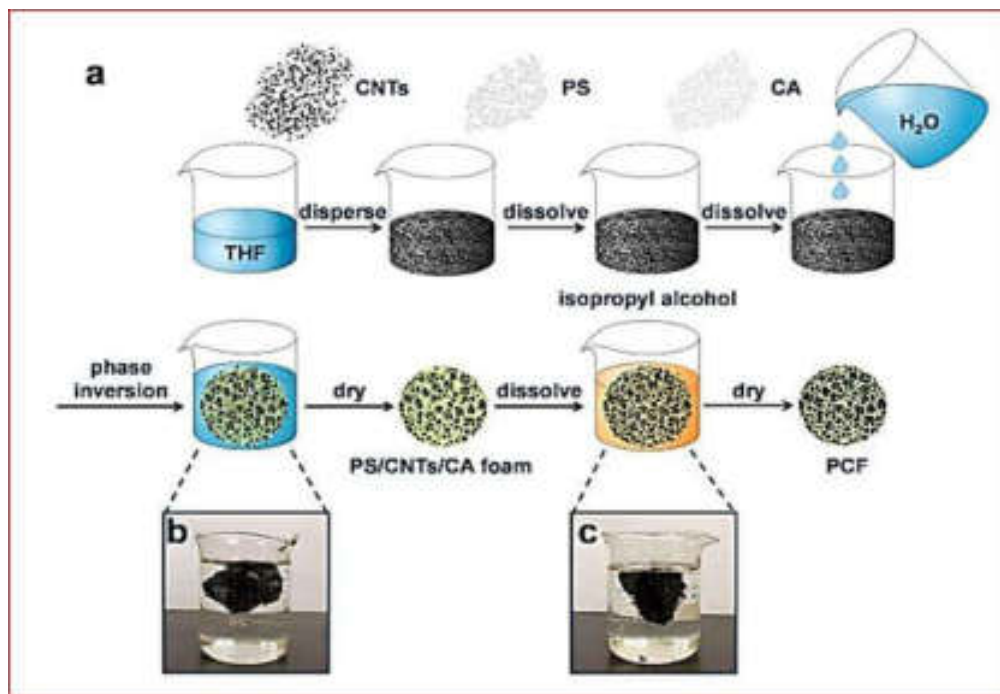 a
CNTs
PS
CA
H₂O
THF
disperse
dissolve
dissolve
isopropyl alcohol
phase
inversion
dry
dissolve
dry
PS/CNTs/CA foam
PCF
b
c